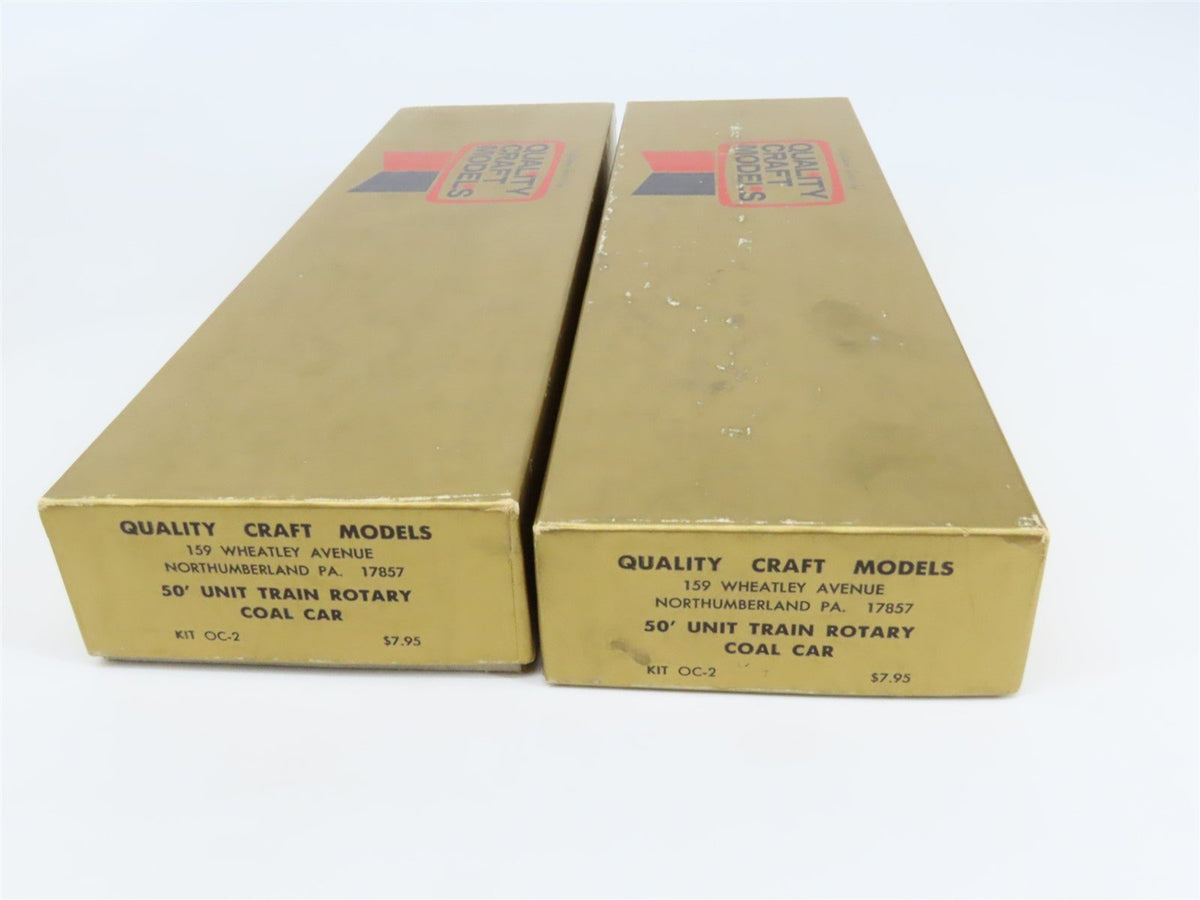 QUALITY
CRAFT
MODELS
QUALITY CRAFT MODELS
159 WHEATLEY AVENUE
NORTHUMBERLAND PA. 17857
50' UNIT TRAIN ROTARY
COAL CAR
KIT OC-2 $7.95
QUALITY
CRAFT
MODELS
QUALITY CRAFT MODELS
159 WHEATLEY AVENUE
NORTHUMBERLAND PA. 17857
50' UNIT TRAIN ROTARY
COAL CAR
KIT OC-2 $7.95